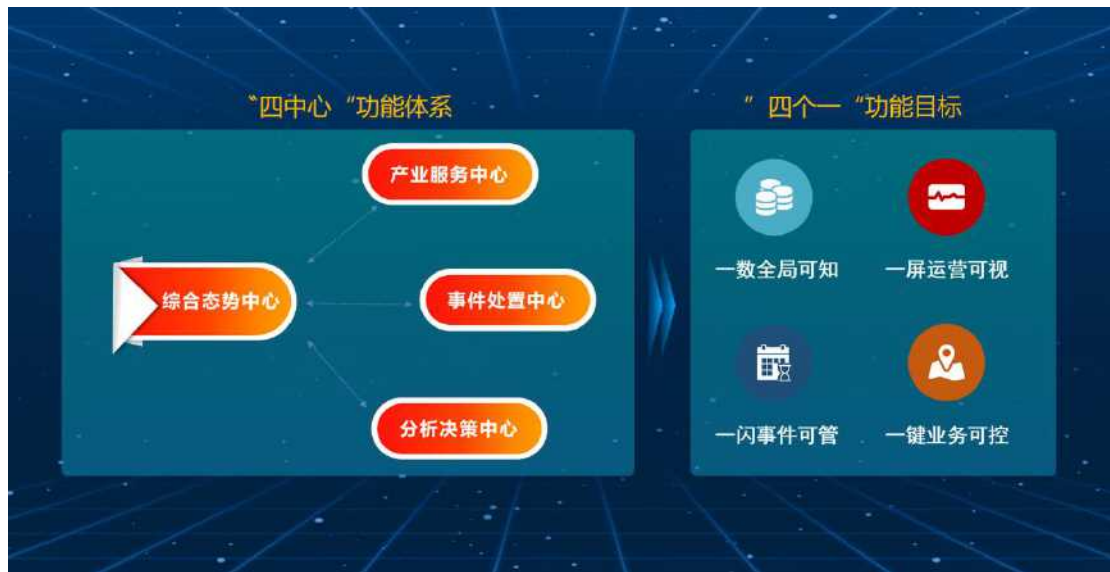 “四中心“功能体系
产业服务中心
综合态势中心
事件处置中心
分析决策中心
”四个一“功能目标
一数全局可知
一屏运营可视
一闪事件可管
一键业务可控